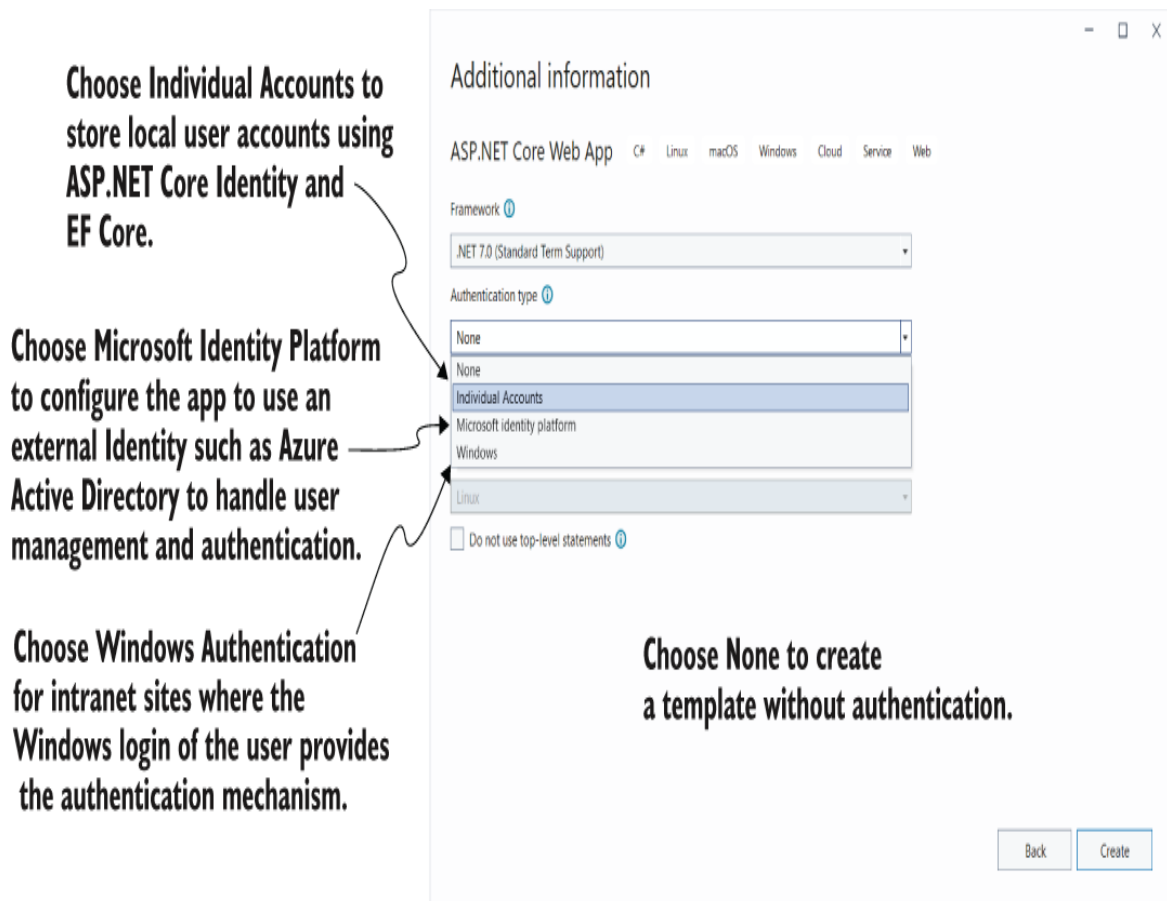 Choose Individual Accounts to
store local user accounts using
ASP.NET Core Identity and
EF Core.
Choose Microsoft Identity Platform
to configure the app to use an
external Identity such as Azure
Active Directory to handle user
management and authentication.
Choose Windows Authentication
for intranet sites where the
Windows login of the user provides
the authentication mechanism.
Additional information
ASP.NET Core Web App C# Linux macOS Windows Cloud Service Web
Framework
.NET 7.0 (Standard Term Support)
Authentication type
None
None
Individual Accounts
Microsoft identity platform
Windows
Linux
Do not use top-level statements
Choose None to create
a template without authentication.
Back Create